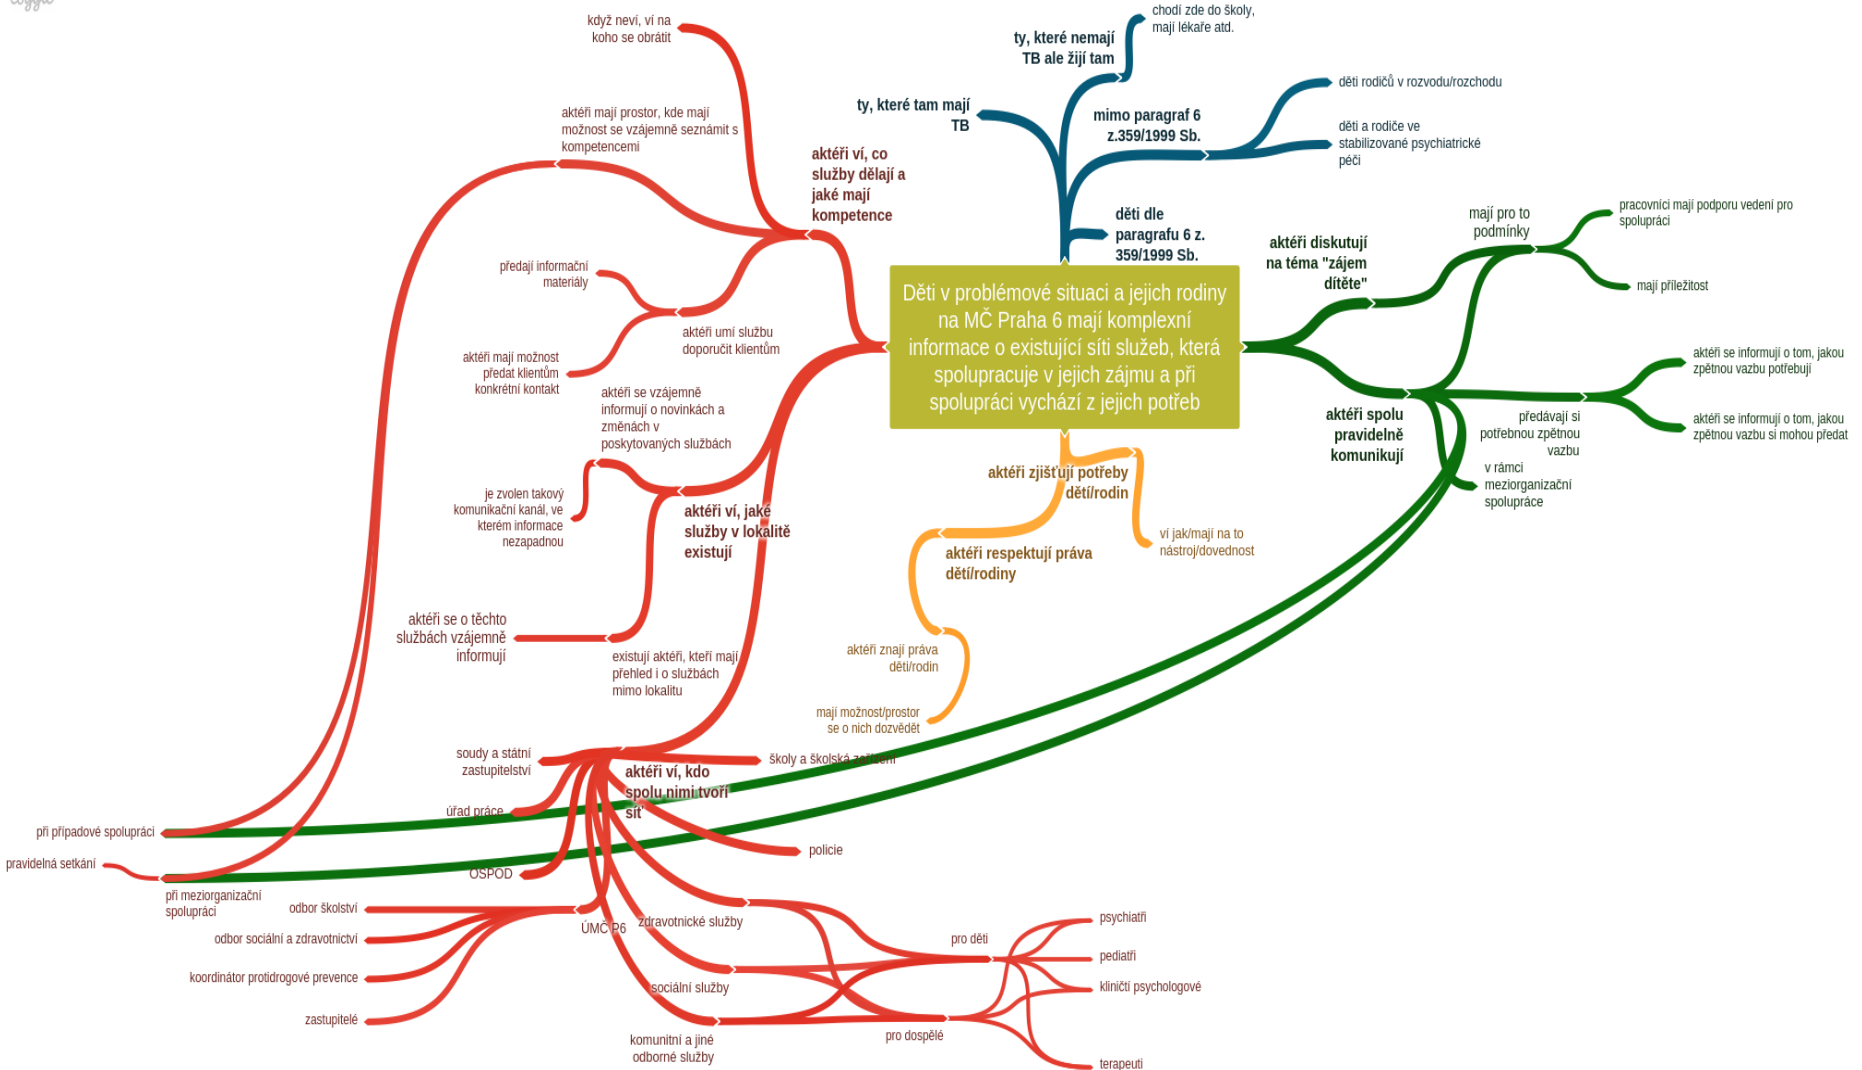 coggle
když neví, ví na
koho se obrátit
aktéři mají prostor, kde mají
možnost se vzájemně seznámit s
kompetencemi
aktéři ví, co
služby dělají a
jaké mají
kompetence
předají informační
materiály
aktéři umí službu
doporučit klientům
aktéři mají možnost
předat klientům
konkrétní kontakt
aktéři se vzájemně
informují o novinkách a
změnách v
poskytovaných službách
je zvolen takový
komunikační kanál, ve
kterém informace
nezapadnou
aktéři ví, jaké
služby v lokalitě
existují
aktéři se o těchto
službách vzájemně
informují
existují aktéři, kteří mají
přehled i o službách
mimo lokalitu
ty, které nemají
TB ale žijí tam
chodí zde do školy,
mají lékaře atd.
ty, které tam mají
TB
mimo paragraf 6
z.359/1999 Sb.
děti rodičů v rozvodu/rozchodu
děti a rodiče ve
stabilizované psychiatrické
péči
děti dle
paragrafu 6 z.
359/1999 Sb.
Děti v problémové situaci a jejich rodiny
na MČ Praha 6 mají komplexní
informace o existující síti služeb, která
spolupracuje v jejich zájmu a při
spolupráci vychází z jejich potřeb
aktéři diskutují
na téma "zájem
dítěte"
mají pro to
podmínky
pracovníci mají podporu vedení pro
spolupráci
mají příležitost
aktéři spolu
pravidelně
komunikují
předávají si
potřebnou zpětnou
vazbu
aktéři se informují o tom, jakou
zpětnou vazbu potřebují
aktéři se informují o tom, jakou
zpětnou vazbu si mohou předat
v rámci
meziorganizační
spolupráce
aktéři zjišťují potřeby
dětí/rodin
ví jak/mají na to
nástroj/dovednost
aktéři respektují práva
dětí/rodiny
aktéři znají práva
děti/rodin
mají možnost/prostor
se o nich dozvědět
soudy a státní
zastupitelství
školy a školská zařízení
aktéři ví, kdo
spolu nimi tvoří
síť
úřad práce
policie
OSPOD
při případové spolupráci
pravidelná setkání
při meziorganizační
spolupráci
odbor školství
odbor sociální a zdravotnictví
koordinátor protidrogové prevence
zastupitelé
ÚMČ P6
zdravotnické služby
sociální služby
komunitní a jiné
odborné služby
pro děti
pro dospělé
psychiatři
pediatři
kliničtí psychologové
terapeuti